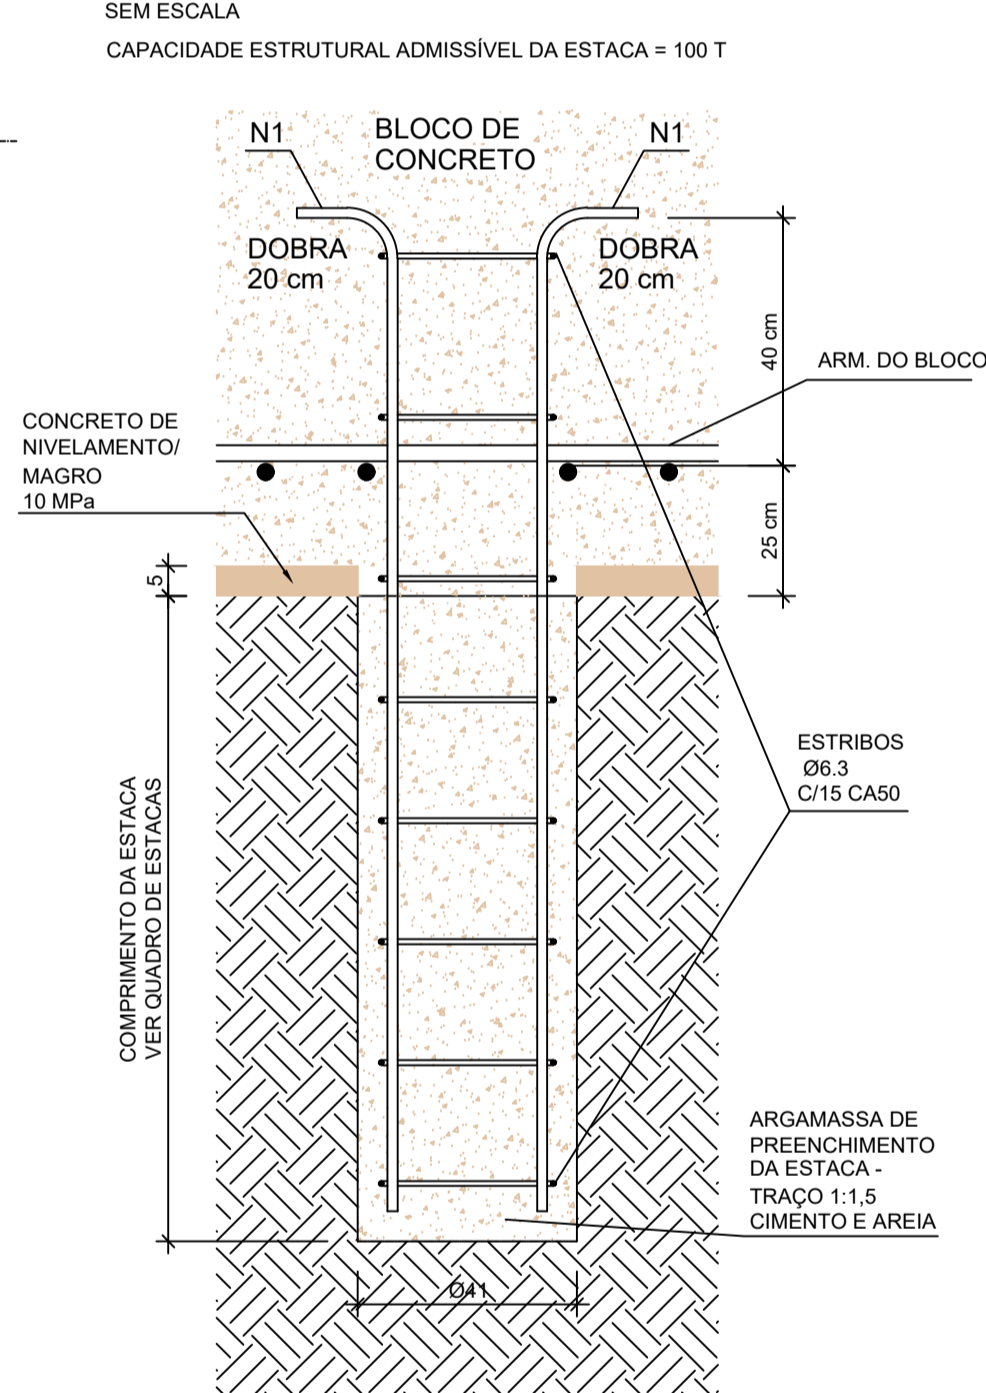 SEM ESCALA
CAPACIDADE ESTRUTURAL ADMISSÍVEL DA ESTACA = 100 T
N1
BLOCO DE
CONCRETO
N1
DOBRA
20 cm
DOBRA
20 cm
40 cm
ARM. DO BLOCO
CONCRETO DE
NIVELAMENTO/
MAGRO
10 MPa
25 cm
5
ESTRIBOS
Ø6.3
C/15 CA50
COMPRIMENTO DA ESTACA
VER QUADRO DE ESTACAS
ARGAMASSA DE
PREENCHIMENTO
DA ESTACA -
TRAÇO 1:1,5
CIMENTO E AREIA
Ø41